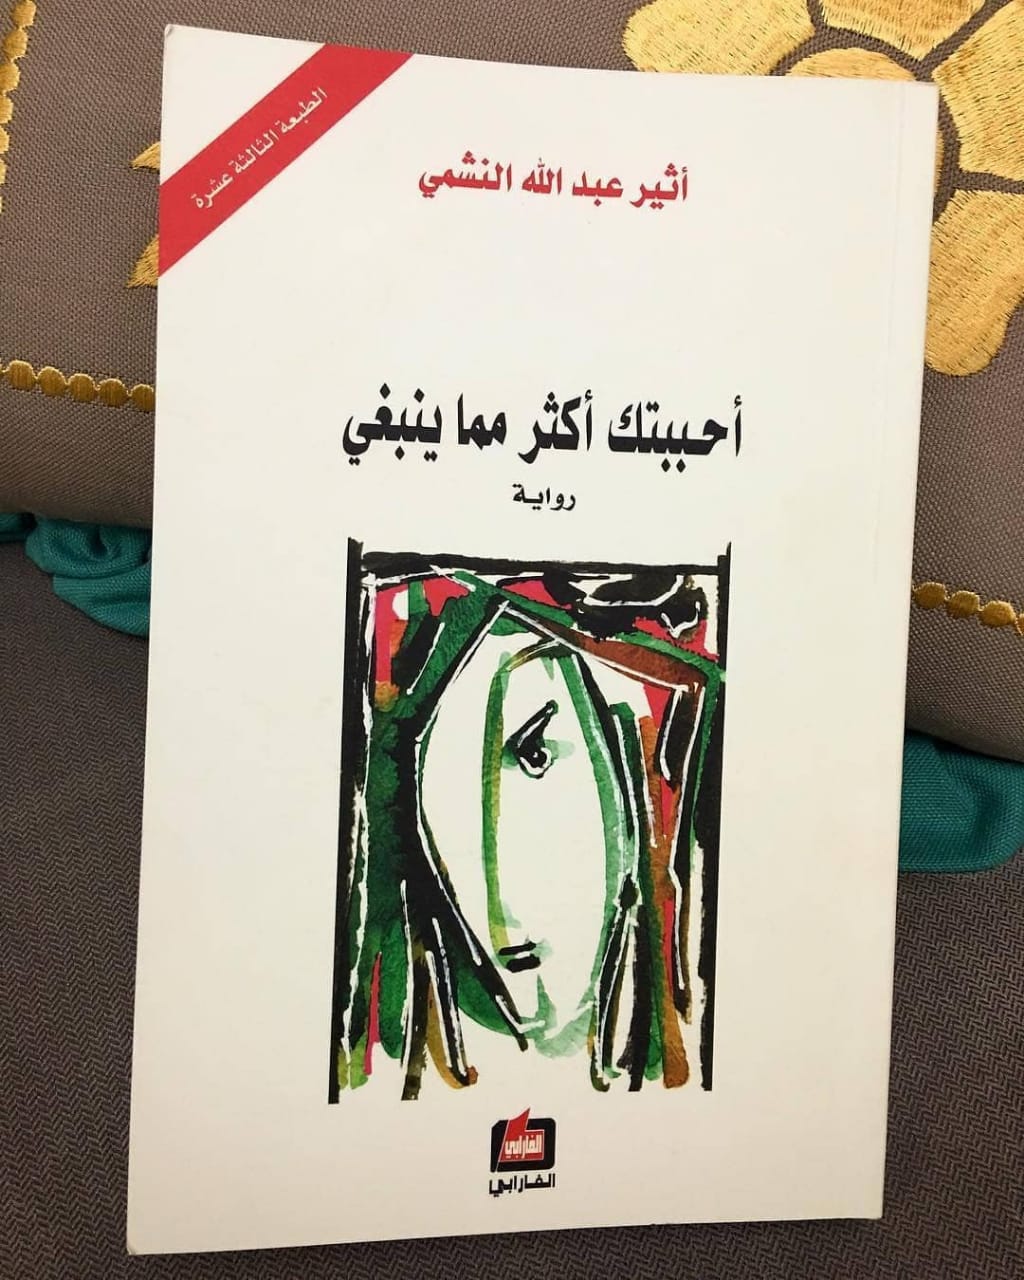 الطبعة الثالثة عشرة
أثير عبد الله النشمي
أحببتك أكثر مما ينبغي
رواية
الفارابي
الفارابي